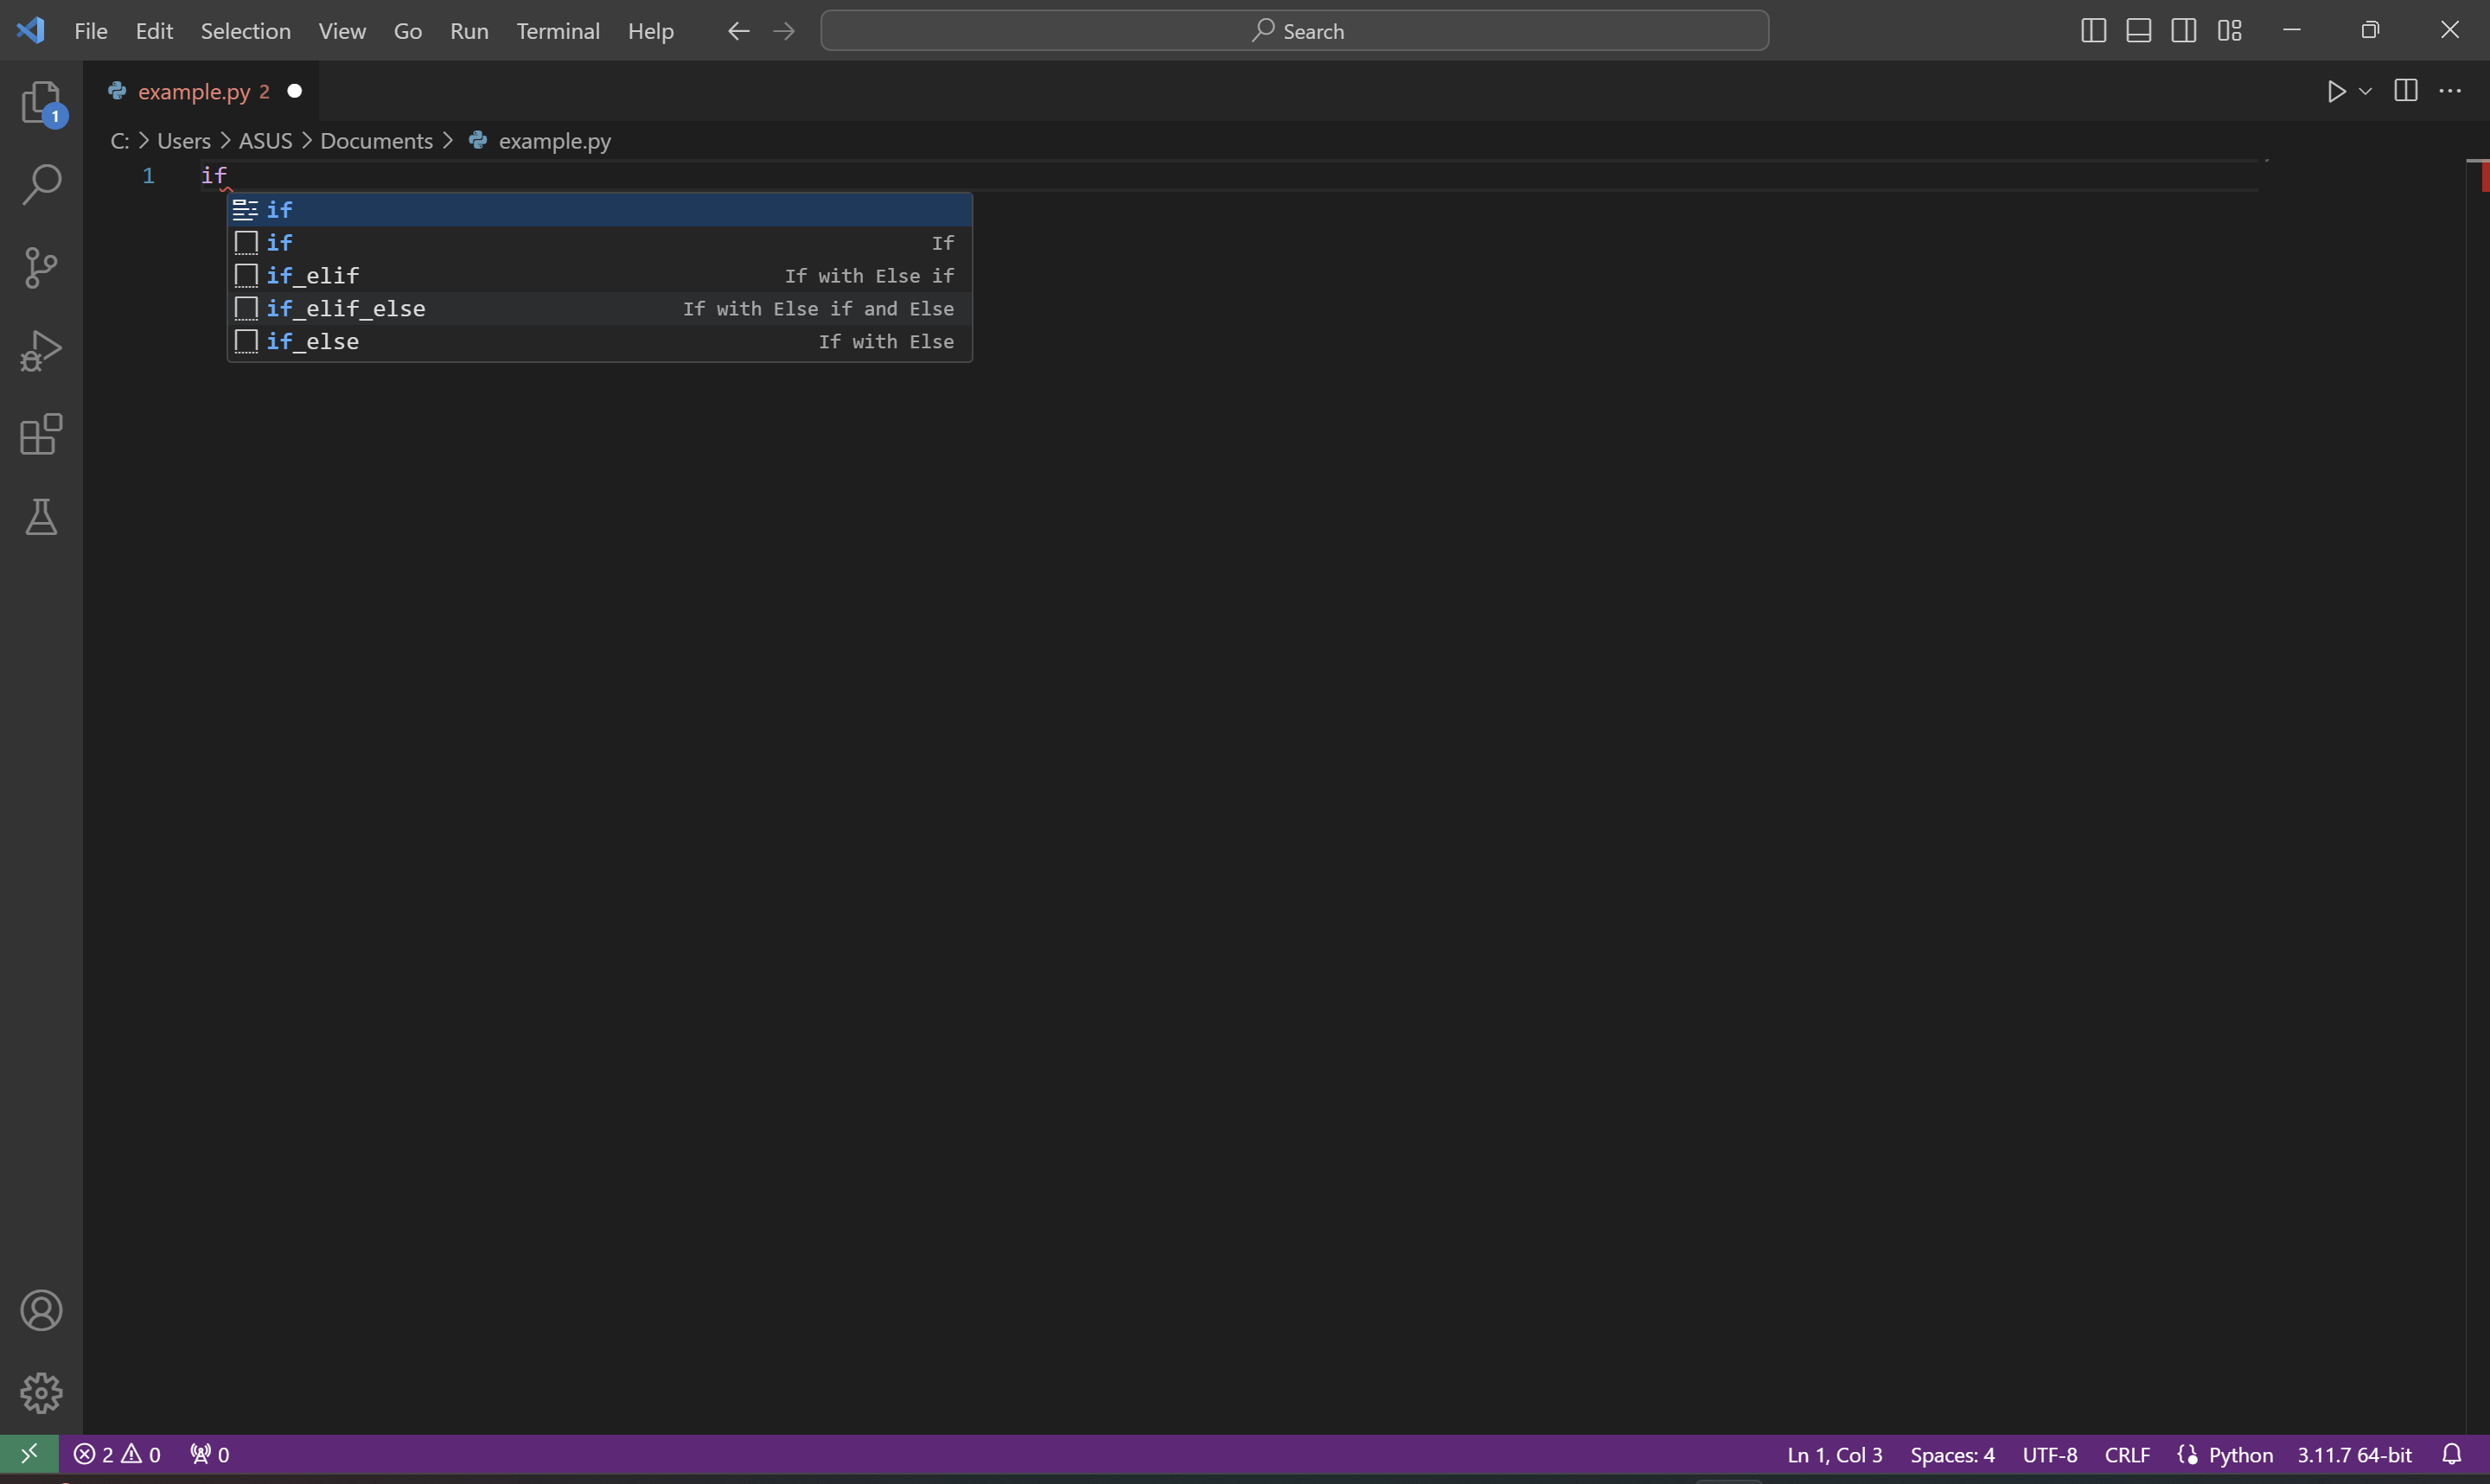 File Edit Selection View Go Run Terminal Help Search
1 example.py 2
C: Users ASUS Documents example.py
1 if
if
if If
if_elif If with Else if
if_elif_else If with Else if and Else
if_else If with Else
2 0 0 Ln 1, Col 3 Spaces: 4 UTF-8 CRLF Python 3.11.7 64-bit